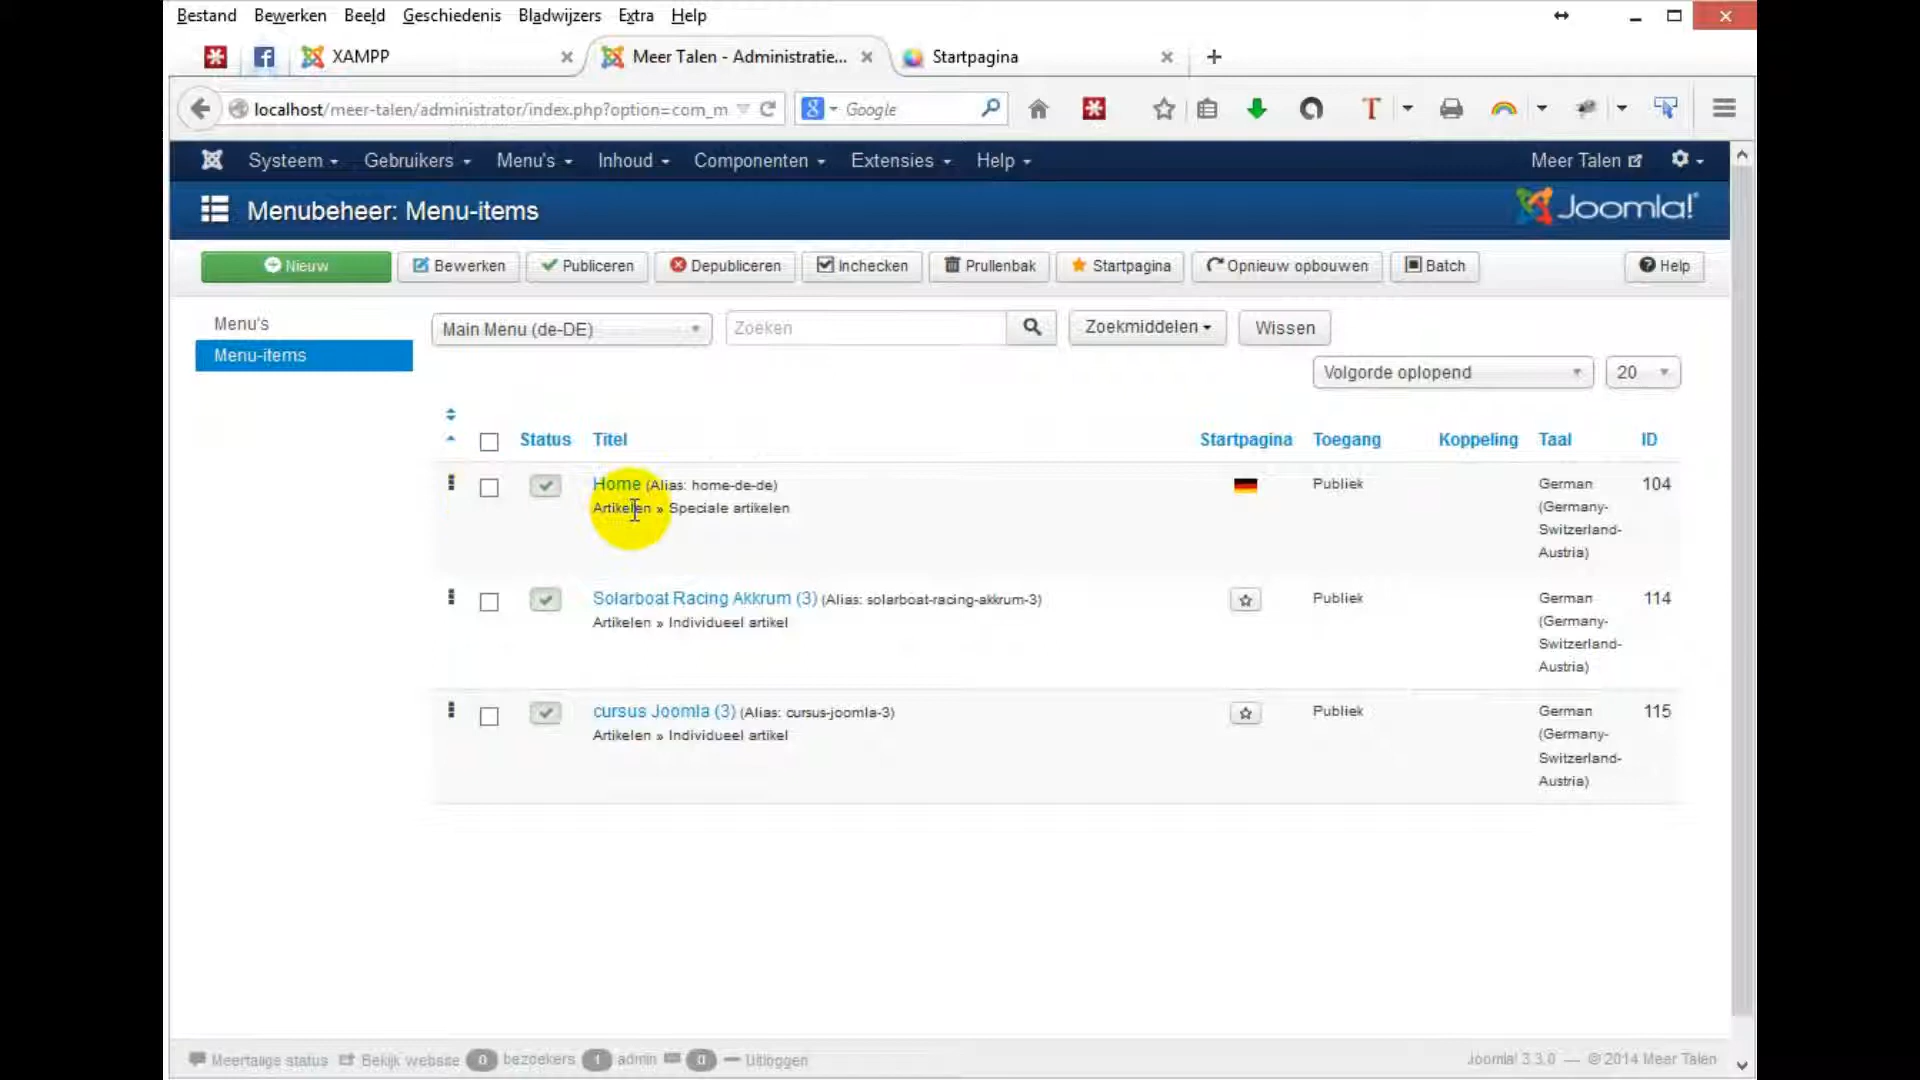 Bestand Bewerken Beeld Geschiedenis Bladwijzers Extra Help
XAMPP Meer Talen - Administratie... Startpagina
localhost/meer-talen/administrator/index.php?option=com_m Google
Systeem Gebruikers Menu's Inhoud Componenten Extensies Help Meer Talen
Menubeheer: Menu-items Joomla!
Nieuw Bewerken Publiceren Depubliceren Inchecken Prullenbak Startpagina Opnieuw opbouwen Batch Help
Menu's
Menu-items
Main Menu (de-DE) Zoeken Zoekmiddelen Wissen
Volgorde oplopend 20
Status Titel Startpagina Toegang Koppeling Taal ID
Home (Alias: home-de-de) Publiek German 104
Artikelen » Speciale artikelen (Germany-
Switzerland-
Austria)
Solarboat Racing Akkrum (3) (Alias: solarboat-racing-akkrum-3) Publiek German 114
Artikelen » Individueel artikel (Germany-
Switzerland-
Austria)
cursus Joomla (3) (Alias: cursus-joomla-3) Publiek German 115
Artikelen » Individueel artikel (Germany-
Switzerland-
Austria)
Meertalige status Bekijk website 0 bezoekers 1 admin 0 Uitloggen Joomla! 3.3.0 — © 2014 Meer Talen